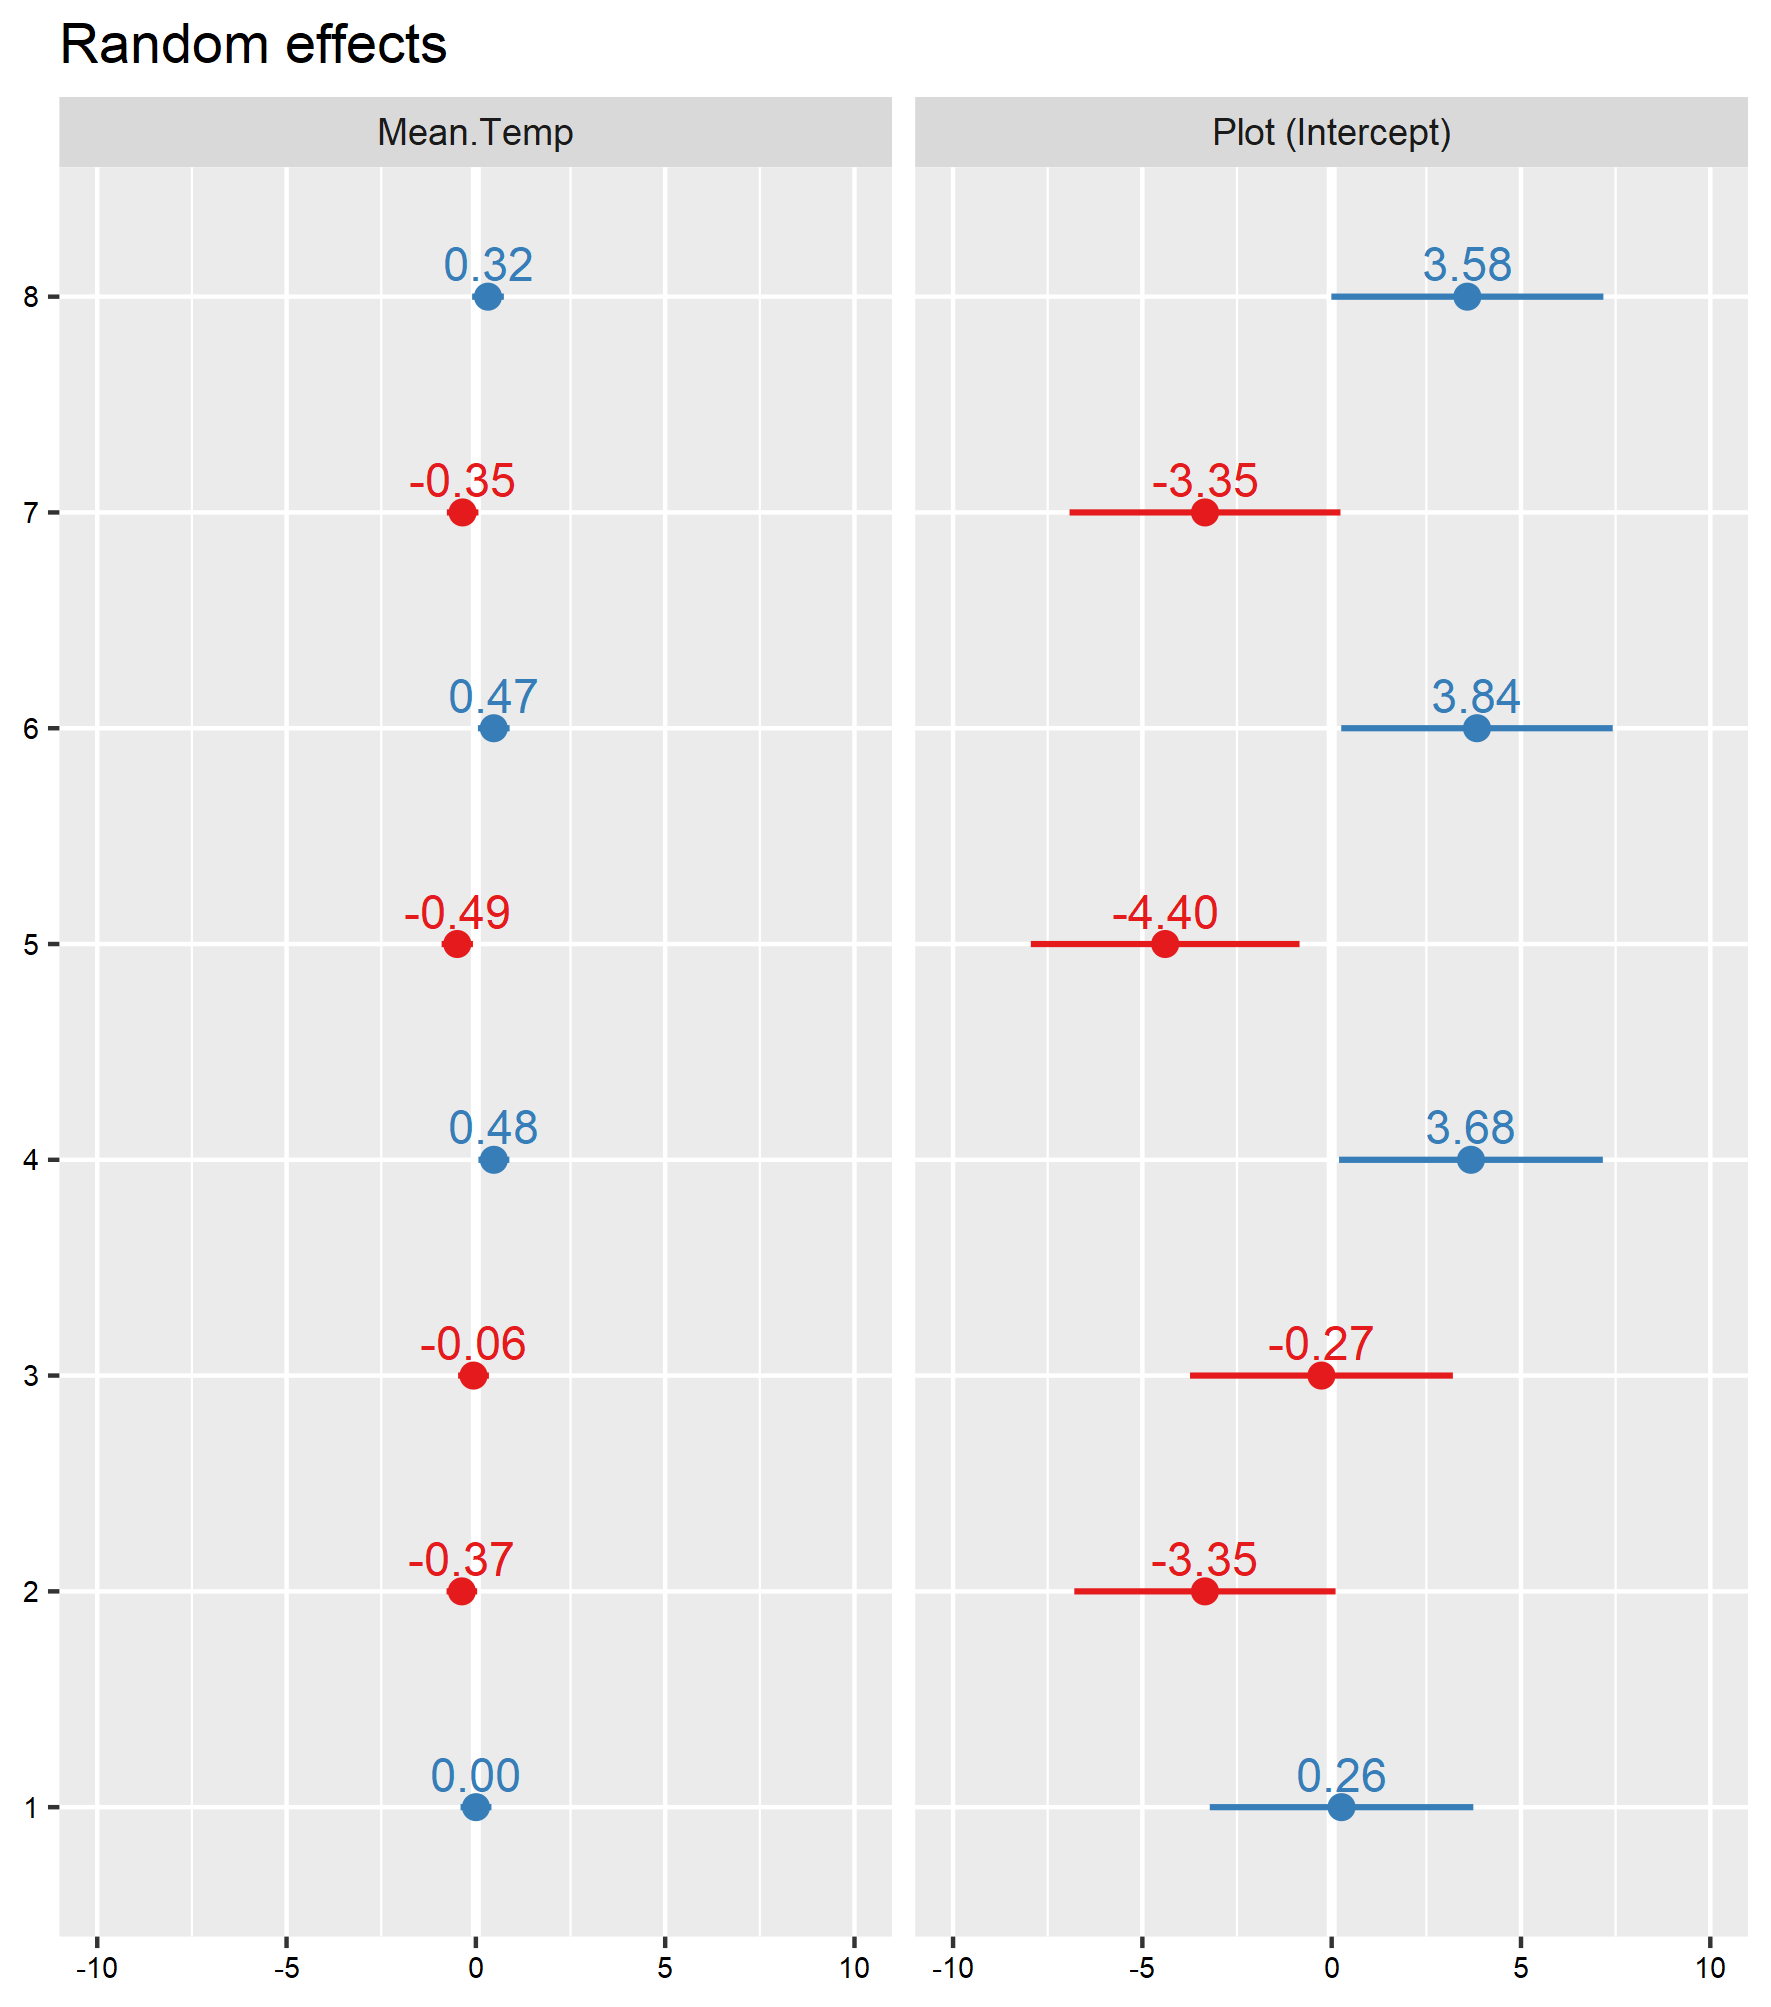 Random effects
Mean.Temp Plot (Intercept)
8 0.32 3.58
7 -0.35 -3.35
6 0.47 3.84
5 -0.49 -4.40
4 0.48 3.68
3 -0.06 -0.27
2 -0.37 -3.35
1 0.00 0.26
-10 -5 0 5 10 -10 -5 0 5 10